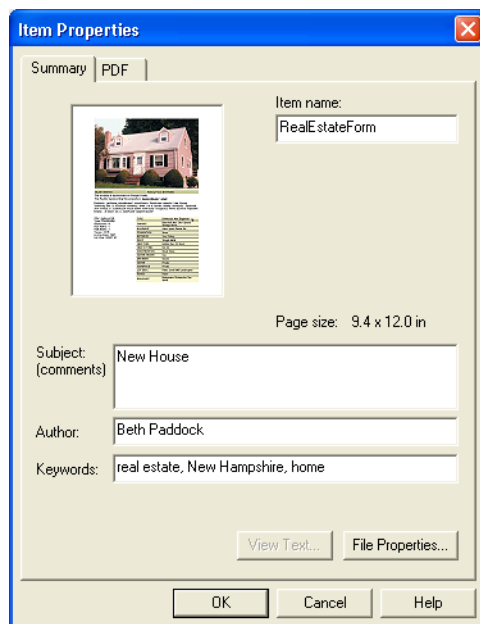 Item Properties
Summary
PDF
Item name:
RealEstateForm
Page size: 9.4 x 12.0 in
Subject:
(comments)
New House
Author:
Beth Paddock
Keywords:
real estate, New Hampshire, home
View Text...
File Properties...
OK
Cancel
Help